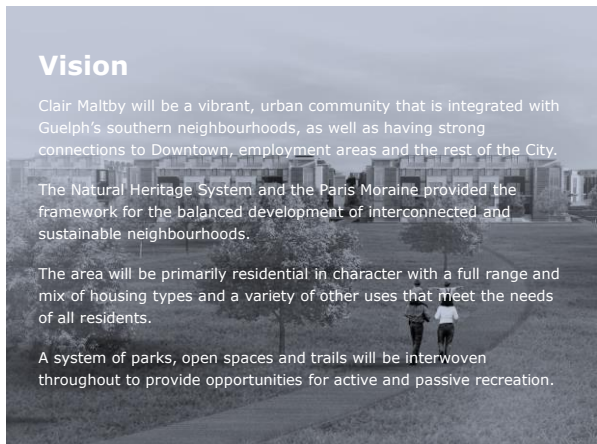 Vision
Clair Maltby will be a vibrant, urban community that is integrated with
Guelph’s southern neighbourhoods, as well as having strong
connections to Downtown, employment areas and the rest of the City.
The Natural Heritage System and the Paris Moraine provided the
framework for the balanced development of interconnected and
sustainable neighbourhoods.
The area will be primarily residential in character with a full range and
mix of housing types and a variety of other uses that meet the needs
of all residents.
A system of parks, open spaces and trails will be interwoven
throughout to provide opportunities for active and passive recreation.